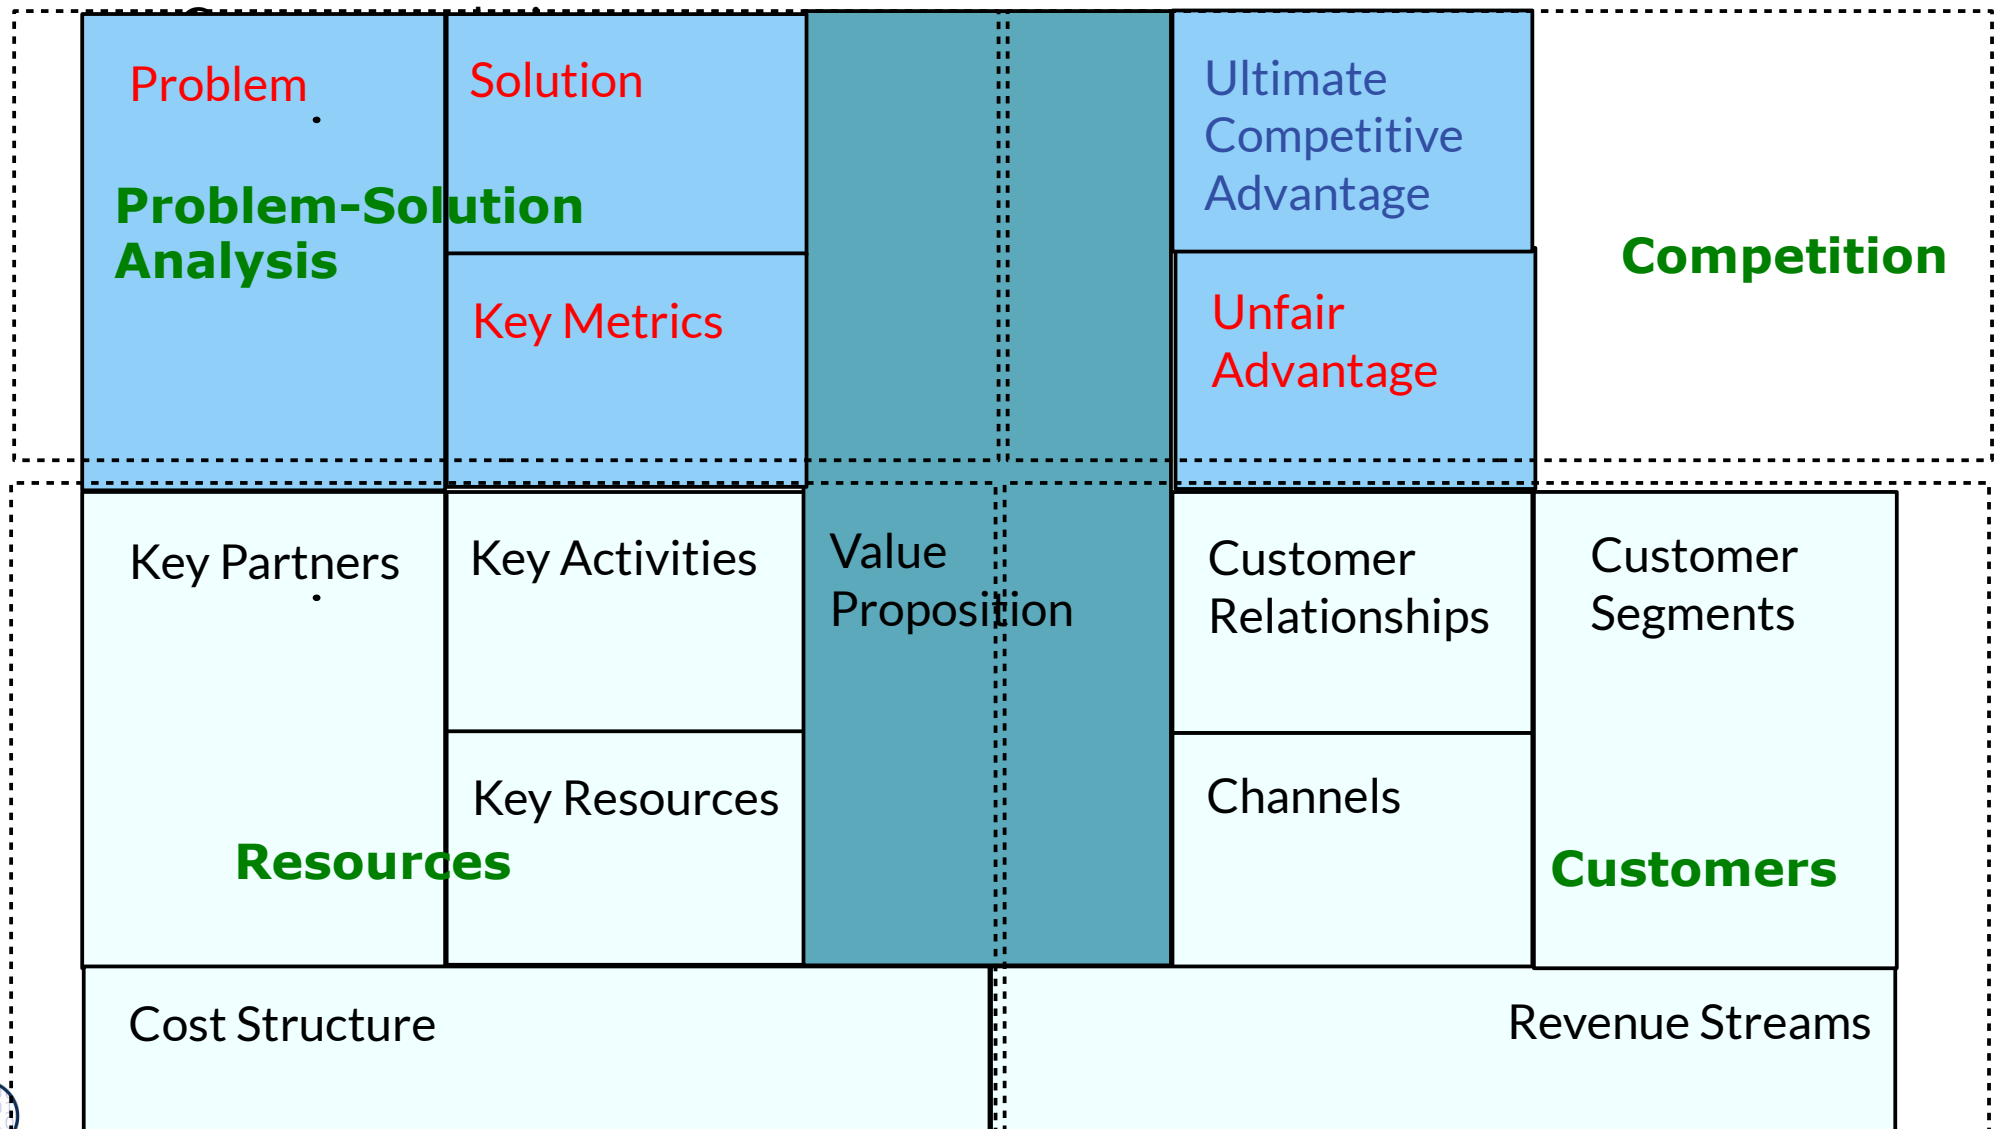 Problem
Solution
Ultimate
Competitive
Advantage
Problem-Solution
Analysis
Competition
Key Metrics
Unfair
Advantage
Key Partners
Key Activities
Value
Proposition
Customer
Relationships
Customer
Segments
Key Resources
Channels
Resources
Customers
Cost Structure
Revenue Streams